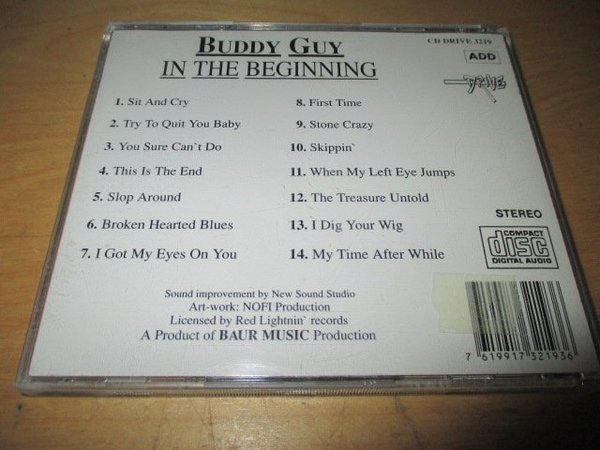 BUDDY GUY
IN THE BEGINNING
CD DRIVE 3219
ADD
DRIVE
1. Sit And Cry
2. Try To Quit You Baby
3. You Sure Can`t Do
4. This Is The End
5. Slop Around
6. Broken Hearted Blues
7. I Got My Eyes On You
8. First Time
9. Stone Crazy
10. Skippin`
11. When My Left Eye Jumps
12. The Treasure Untold
13. I Dig Your Wig
14. My Time After While
STEREO
COMPACT
disc
DIGITAL AUDIO
Sound improvement by New Sound Studio
Art-work: NOFI Production
Licensed by Red Lightnin` records
A Product of BAUR MUSIC Production
7 619917 321936